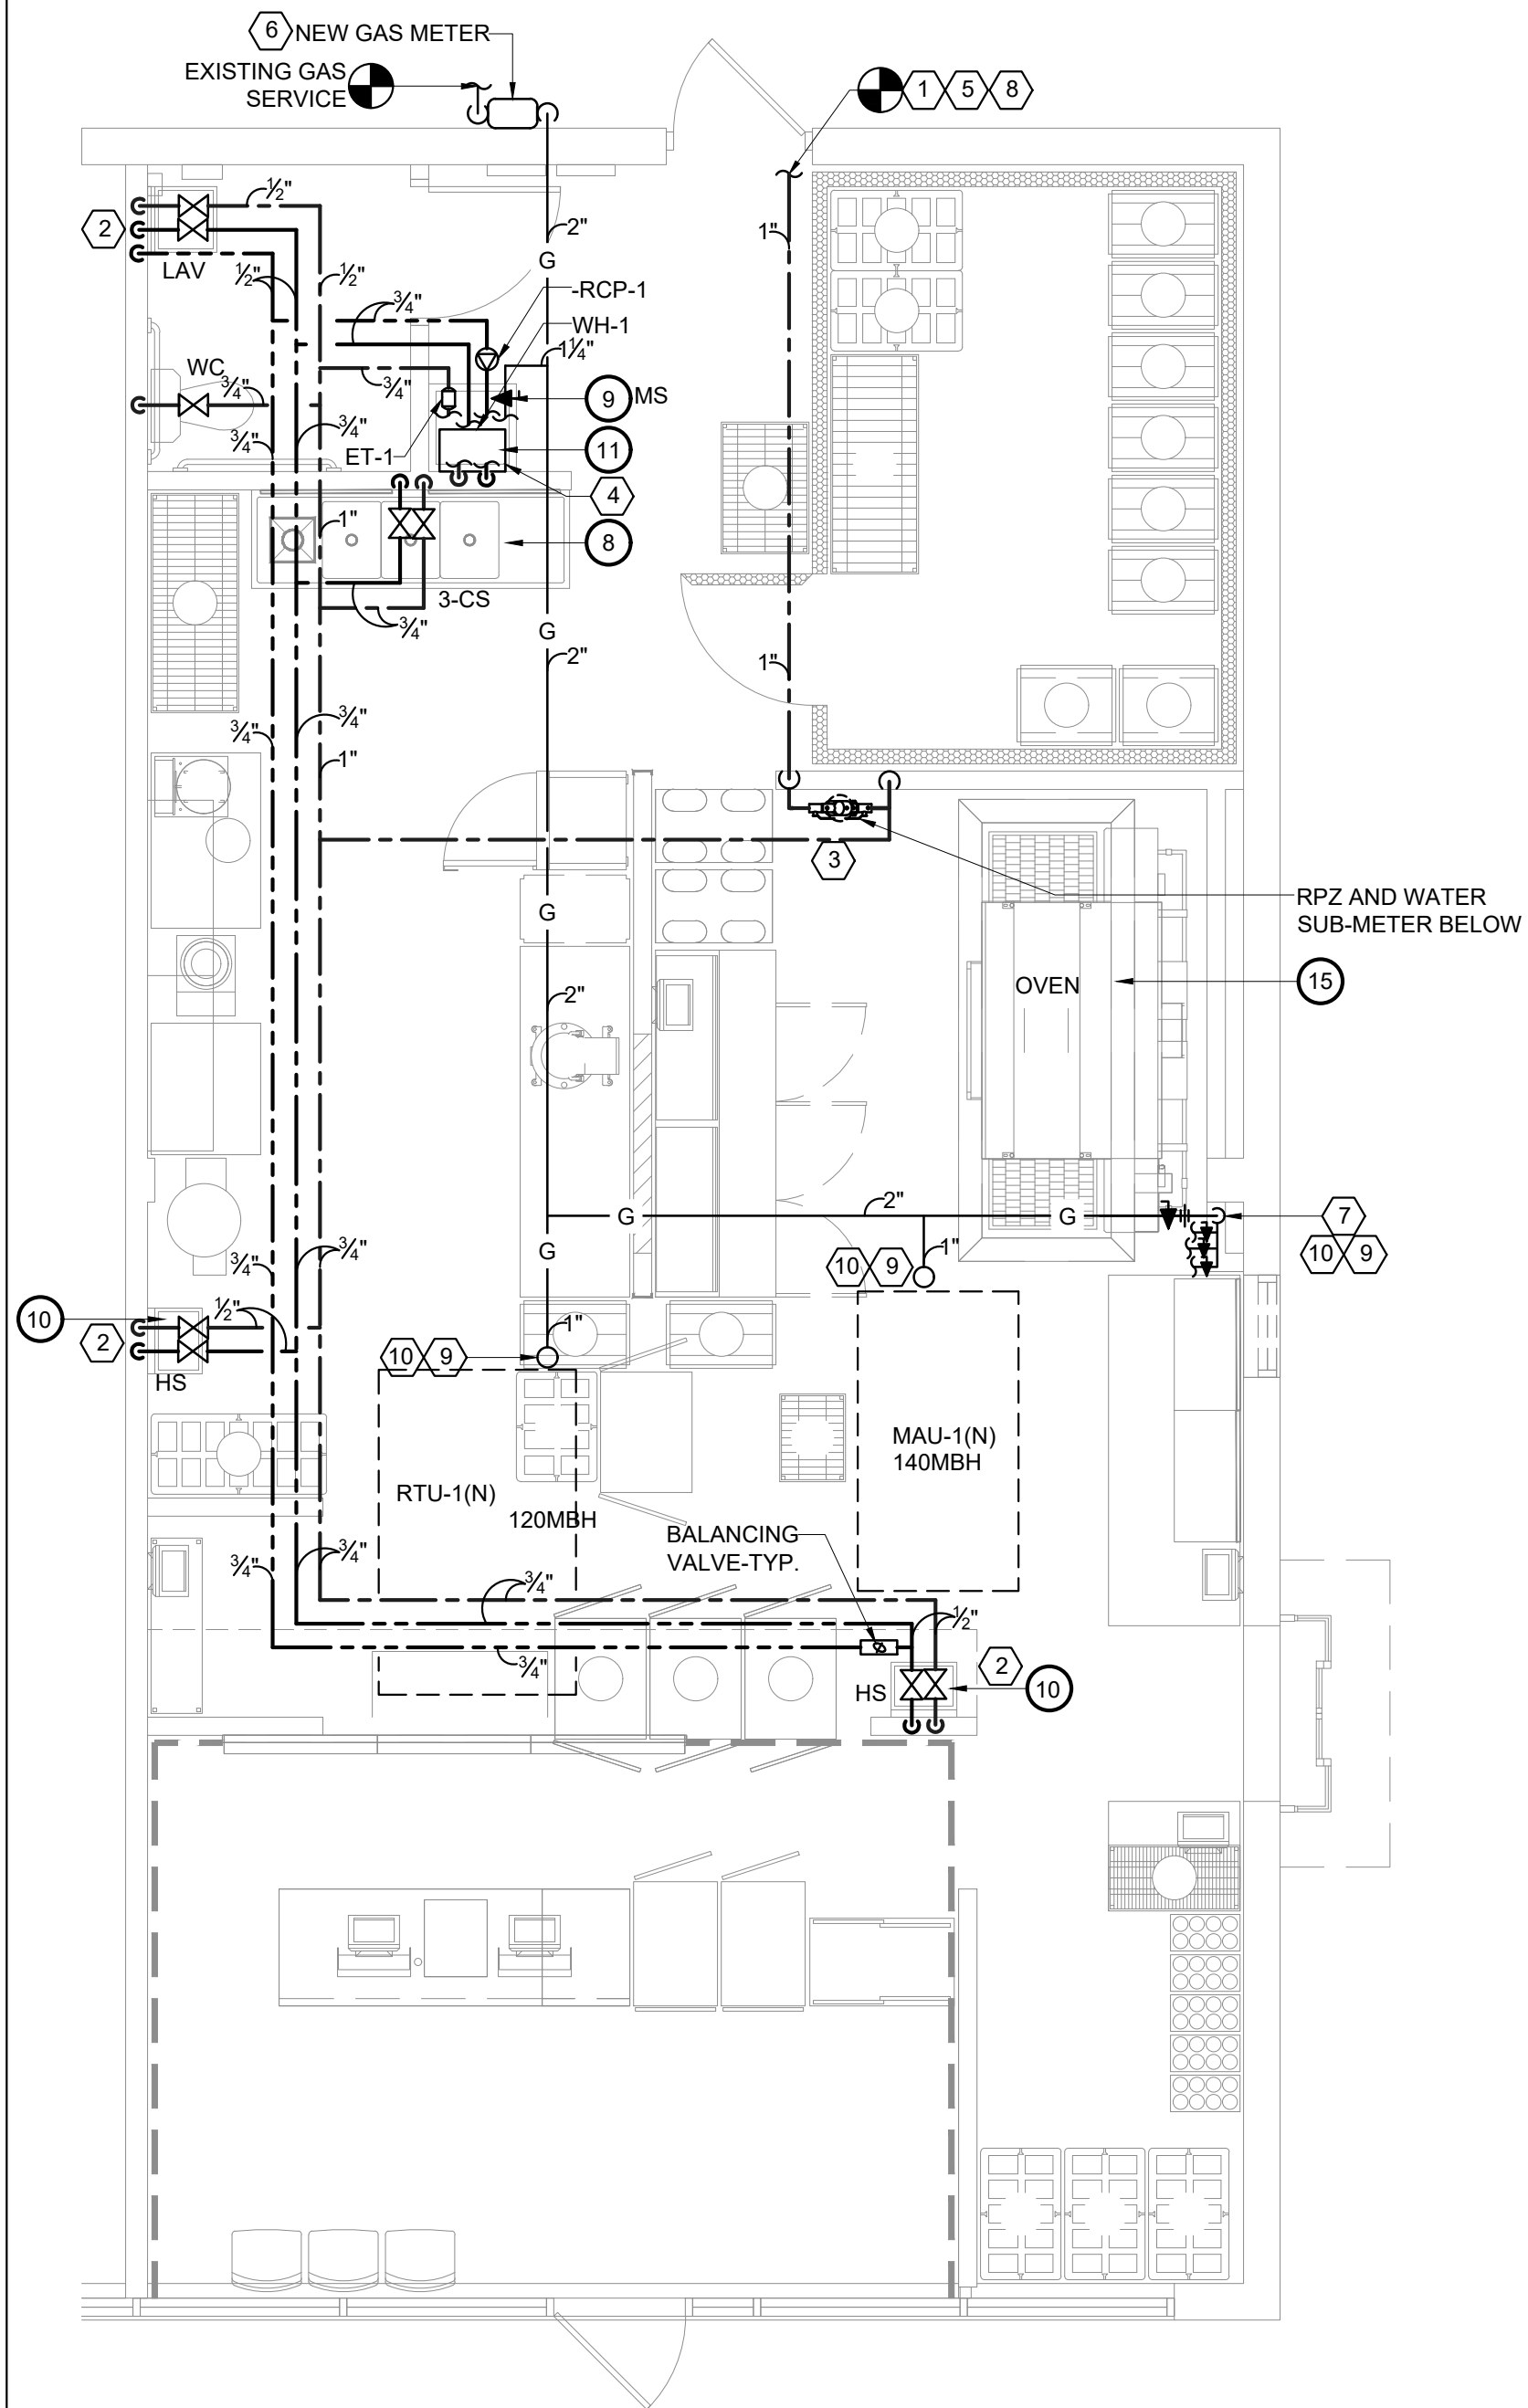 6 NEW GAS METER
EXISTING GAS
SERVICE
1 5 8
1/2"
2
LAV
1/2"
1/2"
2"
G
1"
-RCP-1
3/4"
WH-1
1 1/4"
WC
3/4"
3/4"
9 MS
3/4"
3/4"
ET-1
11
4
1"
8
3-CS
3/4"
G
2"
1"
3/4"
3/4"
1"
3
RPZ AND WATER
SUB-METER BELOW
G
OVEN
15
2"
G
2"
G
7
10 9
3/4"
3/4"
G
10 9
1"
10
1/2"
2
HS
10 9
1"
RTU-1(N)
120MBH
MAU-1(N)
140MBH
BALANCING
VALVE-TYP.
3/4"
3/4"
3/4"
1/2"
3/4"
HS
2
10